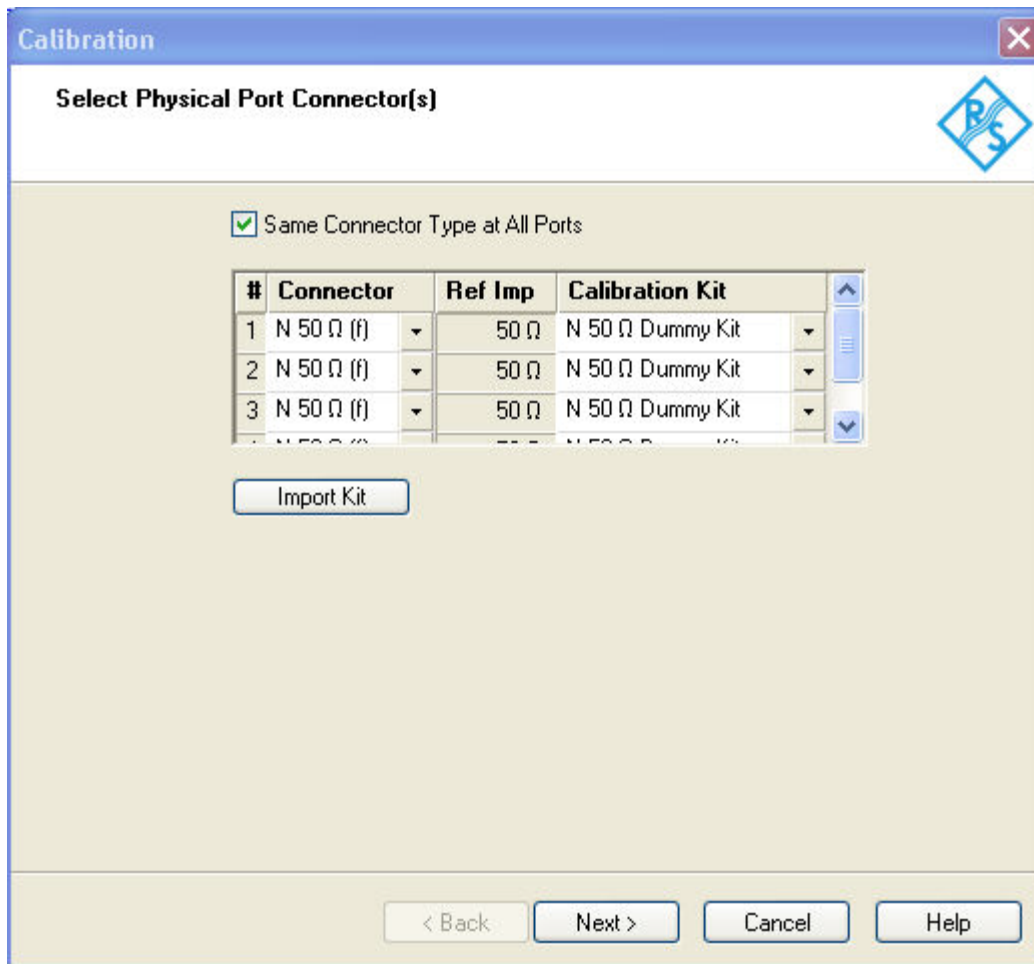 Calibration
Select Physical Port Connector(s)
R
S
Same Connector Type at All Ports
# Connector Ref Imp Calibration Kit
1 N 50 Ω (f) 50 Ω N 50 Ω Dummy Kit
2 N 50 Ω (f) 50 Ω N 50 Ω Dummy Kit
3 N 50 Ω (f) 50 Ω N 50 Ω Dummy Kit
Import Kit
< Back Next > Cancel Help